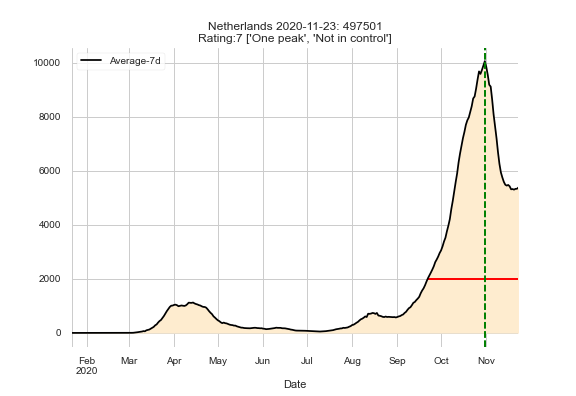 Netherlands 2020-11-23: 497501
Rating:7 ['One peak', 'Not in control']
Average-7d
10000
8000
6000
4000
2000
0
Feb Mar Apr May Jun Jul Aug Sep Oct Nov
2020
Date